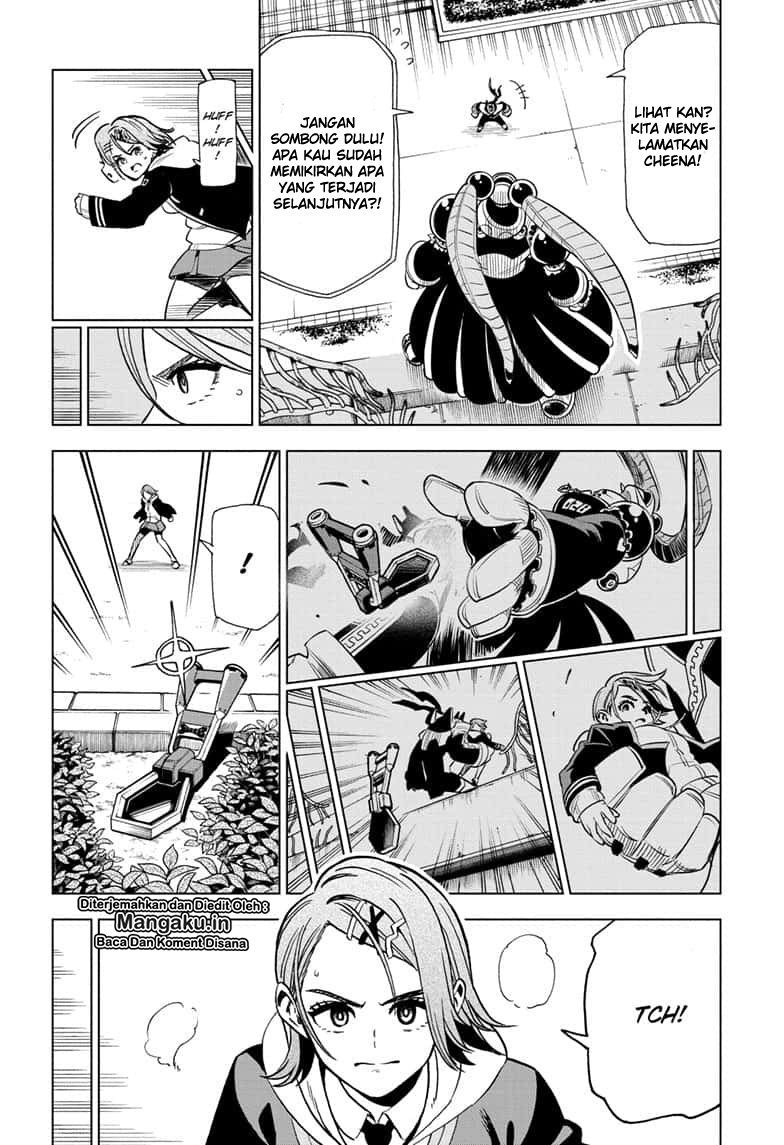 LIHAT KAN?
KITA MENYE-
LAMATKAN
CHEENA!
JANGAN
SOMBONG DULU!
APA KAU SUDAH
MEMIKIRKAN APA
YANG TERJADI
SELANJUTNYA?!
HUFF
!
HUFF
!
!
Diterjemahkan dan Diedit Oleh :
Mangaku.in
Baca Dan Koment Disana
TCH!